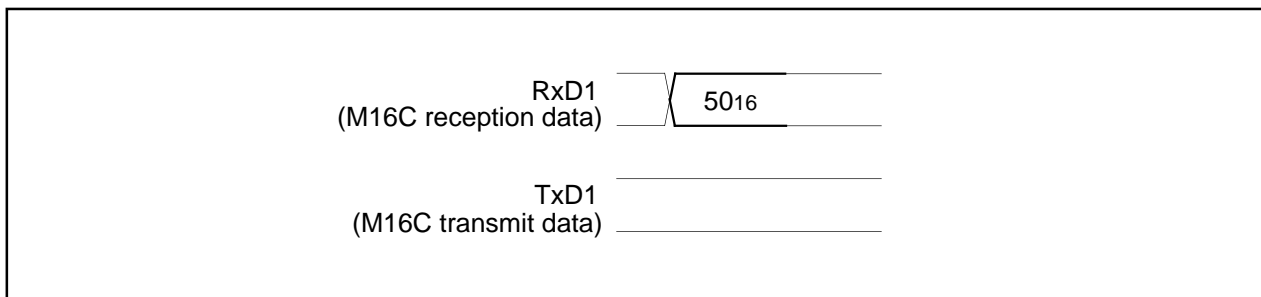 RxD1
(M16C reception data)
5016
TxD1
(M16C transmit data)